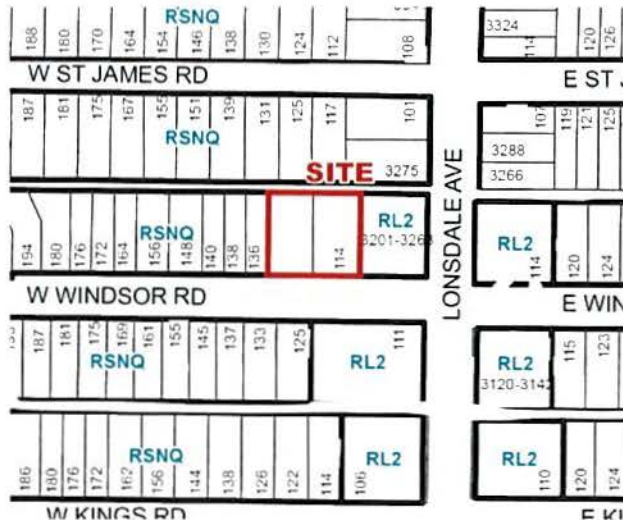 RSNQ
188 180 170 164 154 146 138 130 124 112 108
3324
114 120 126
W ST JAMES RD
E ST
187 181 175 167 155 151 139 131 125 117 101
RSNQ
3275
107 119 121 125
3288
3266
SITE
LONSDALE AVE
RSNQ
RL2
3201-3263
194 180 176 172 164 156 148 140 138 136 114
RL2
114 120 124
W WINDSOR RD
E WIN
187 181 175 169 161 155 145 137 133 125 111
RSNQ
RL2
RL2
3120-3142
115 123
RSNQ
RL2
186 180 176 172 162 156 144 138 126 122 114 106
RL2
110 120 124
W KINGS RD
E KI